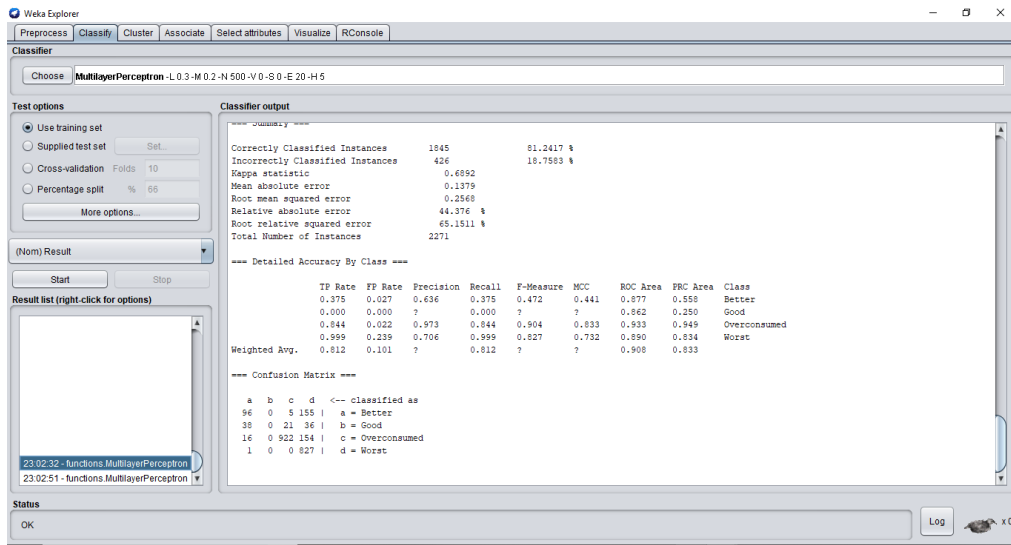 Weka Explorer
Preprocess Classify Cluster Associate Select attributes Visualize RConsole
Classifier
Choose MultilayerPerceptron -L 0.3 -M 0.2 -N 500 -V 0 -S 0 -E 20 -H 5
Test options
Use training set
Supplied test set Set...
Cross-validation Folds 10
Percentage split % 66
More options...
(Nom) Result
Start Stop
Result list (right-click for options)
23:02:32 - functions.MultilayerPerceptron
23:02:51 - functions.MultilayerPerceptron
Classifier output
=== Summary ===
Correctly Classified Instances 1845 81.2417 %
Incorrectly Classified Instances 426 18.7583 %
Kappa statistic 0.6892
Mean absolute error 0.1379
Root mean squared error 0.2568
Relative absolute error 44.376 %
Root relative squared error 65.1511 %
Total Number of Instances 2271
=== Detailed Accuracy By Class ===
TP Rate FP Rate Precision Recall F-Measure MCC ROC Area PRC Area Class
0.375 0.027 0.636 0.375 0.472 0.441 0.877 0.558 Better
0.000 0.000 ? 0.000 ? ? 0.862 0.250 Good
0.844 0.022 0.973 0.844 0.904 0.833 0.933 0.949 Overconsumed
0.999 0.239 0.706 0.999 0.827 0.732 0.890 0.834 Worst
Weighted Avg. 0.812 0.101 ? 0.812 ? ? 0.908 0.833
=== Confusion Matrix ===
a b c d <-- classified as
96 0 5 155 | a = Better
38 0 21 36 | b = Good
16 0 922 154 | c = Overconsumed
1 0 0 827 | d = Worst
Status
OK
Log
x 0